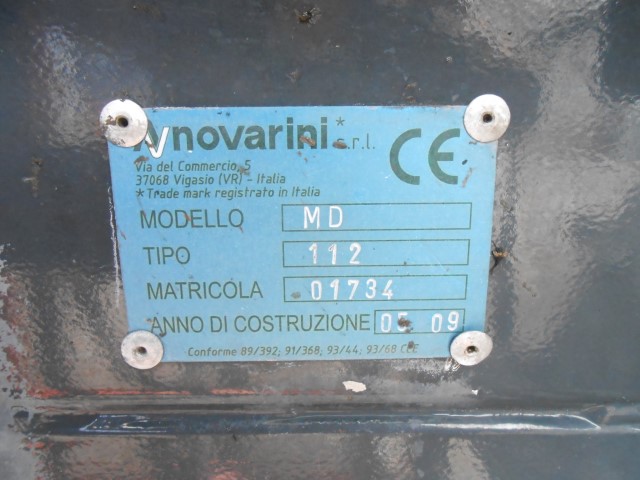 novarini* s.r.l.
Via del Commercio, 5
37068 Vigasio (VR) - Italia
*Trade mark registrato in Italia
CE
MODELLO MD
TIPO 112
MATRICOLA 01734
ANNO DI COSTRUZIONE 05 09
Conforme 89/392; 91/368, 93/44; 93/68 CEE